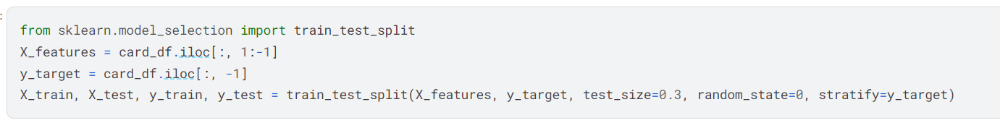 :
from sklearn.model_selection import train_test_split
X_features = card_df.iloc[:, 1:-1]
y_target = card_df.iloc[:, -1]
X_train, X_test, y_train, y_test = train_test_split(X_features, y_target, test_size=0.3, random_state=0, stratify=y_target)